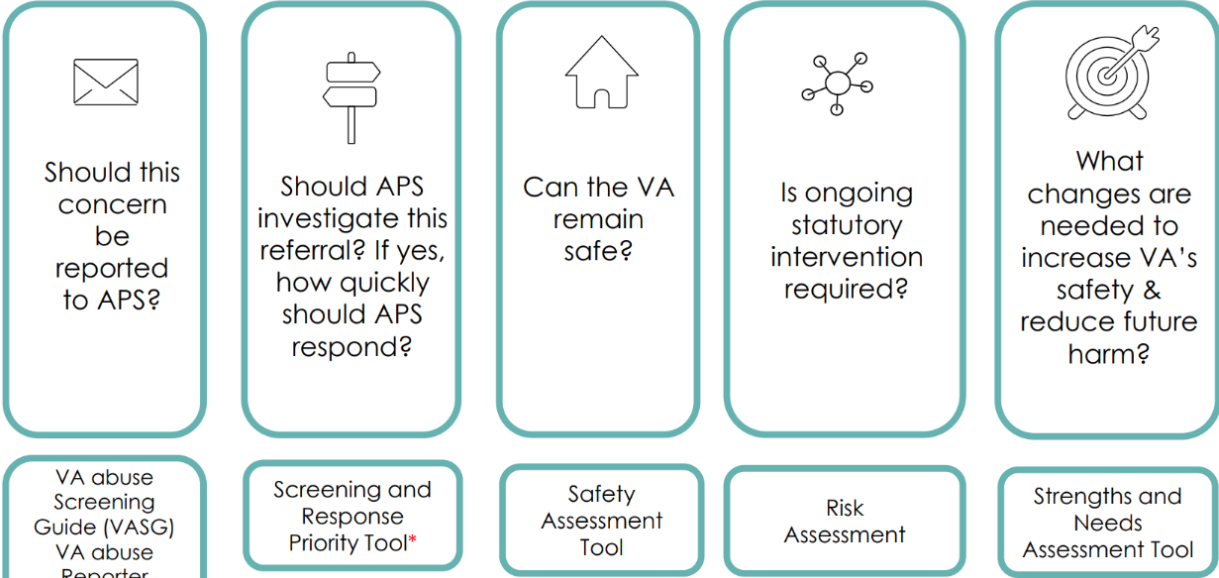 Should this
concern
be
reported
to APS?
Should APS
investigate this
referral? If yes,
how quickly
should APS
respond?
Can the VA
remain
safe?
Is ongoing
statutory
intervention
required?
What
changes are
needed to
increase VA's
safety &
reduce future
harm?
VA abuse
Screening
Guide (VASG)
VA abuse
Reporter
Screening and
Response
Priority Tool*
Safety
Assessment
Tool
Risk
Assessment
Strengths and
Needs
Assessment Tool